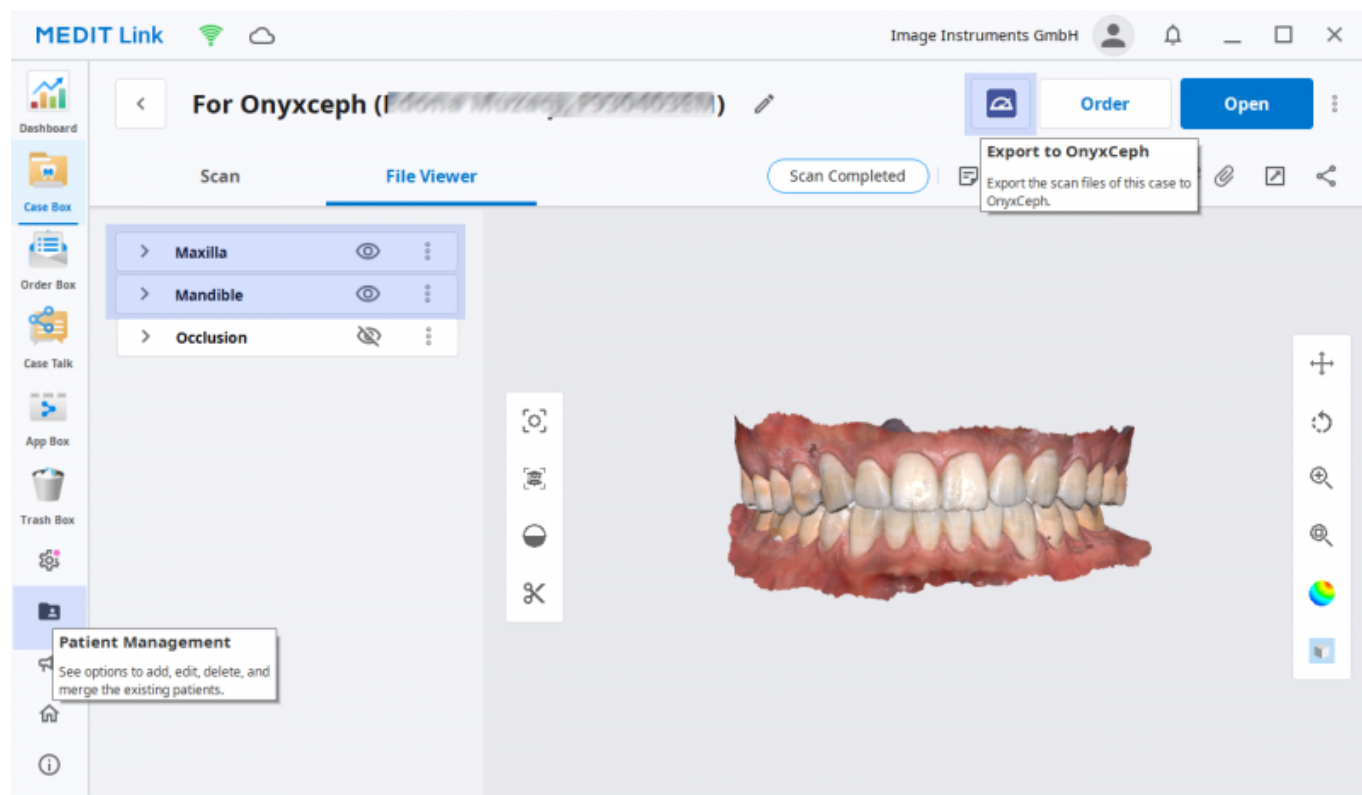 MEDIT Link
Image Instruments GmbH
Dashboard
For Onyxceph ( )
Order
Open
Export to OnyxCeph
Export the scan files of this case to
OnyxCeph.
Scan
File Viewer
Scan Completed
Case Box
Maxilla
Mandible
Occlusion
Order Box
Case Talk
App Box
Trash Box
Patient Management
See options to add, edit, delete, and
merge the existing patients.